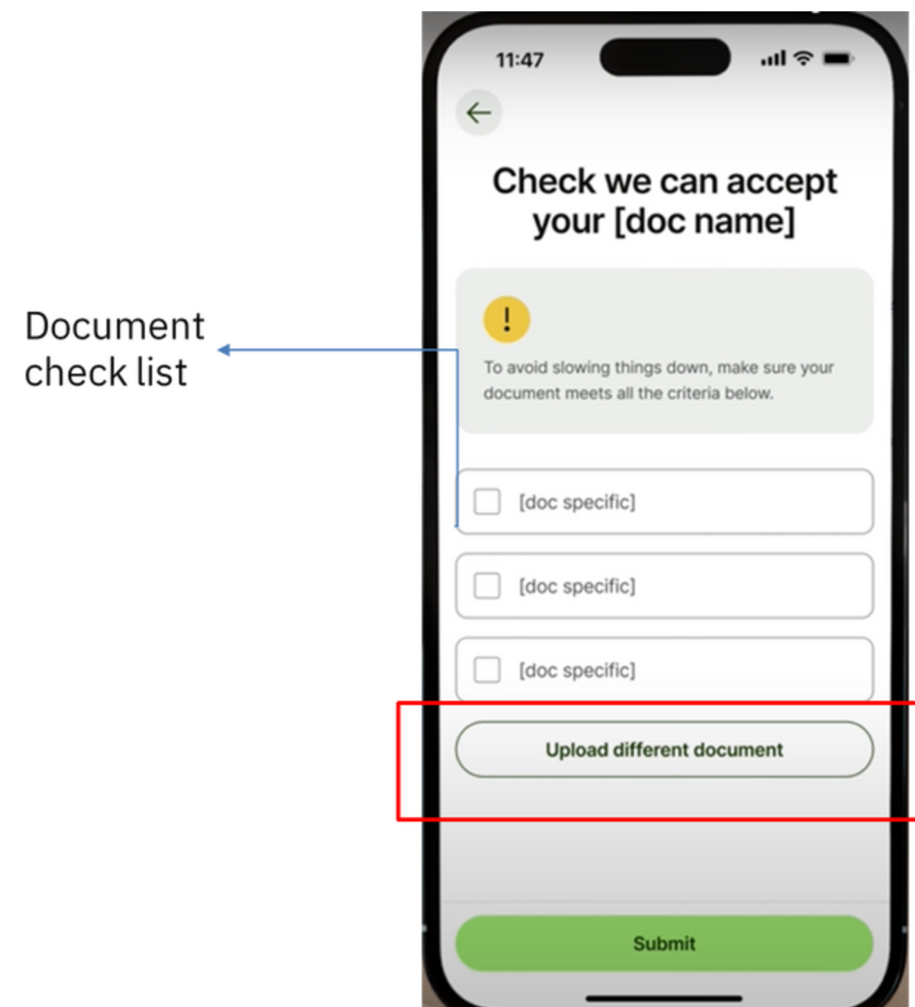 Document
check list
11:47
Check we can accept
your [doc name]
!
To avoid slowing things down, make sure your
document meets all the criteria below.
[doc specific]
[doc specific]
[doc specific]
Upload different document
Submit